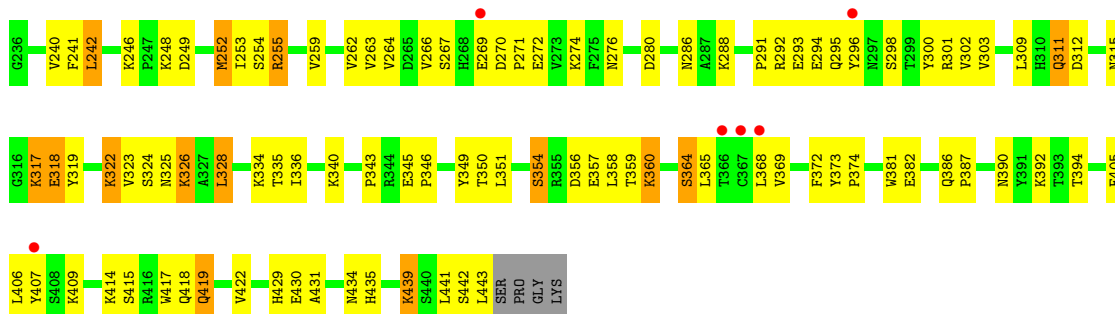 G236 V240 F241 L242 K246 P247 K248 D249 M252 I253 S254 R255 V259 V262 V263 V264 D265 V266 S267 H268 E269 D270 P271 E272 V273 K274 F275 N276 D280 N286 A287 K288 P291 R292 E293 E294 Q295 Y296 N297 S298 T299 Y300 R301 V302 V303 L309 H310 Q311 D312 N315
G316 K317 E318 Y319 K322 V323 S324 N325 K326 A327 L328 K334 T335 I336 K340 P343 R344 E345 P346 Y349 T350 L351 S354 R355 D356 E357 L358 T359 K360 S364 L365 T366 C367 L368 V369 F372 Y373 P374 W381 E382 Q386 P387 N390 Y391 K392 T393 T394 F405
L406 Y407 S408 K409 K414 S415 R416 W417 Q418 Q419 V422 H429 E430 A431 N434 H435 K439 S440 L441 S442 L443 SER PRO GLY LYS